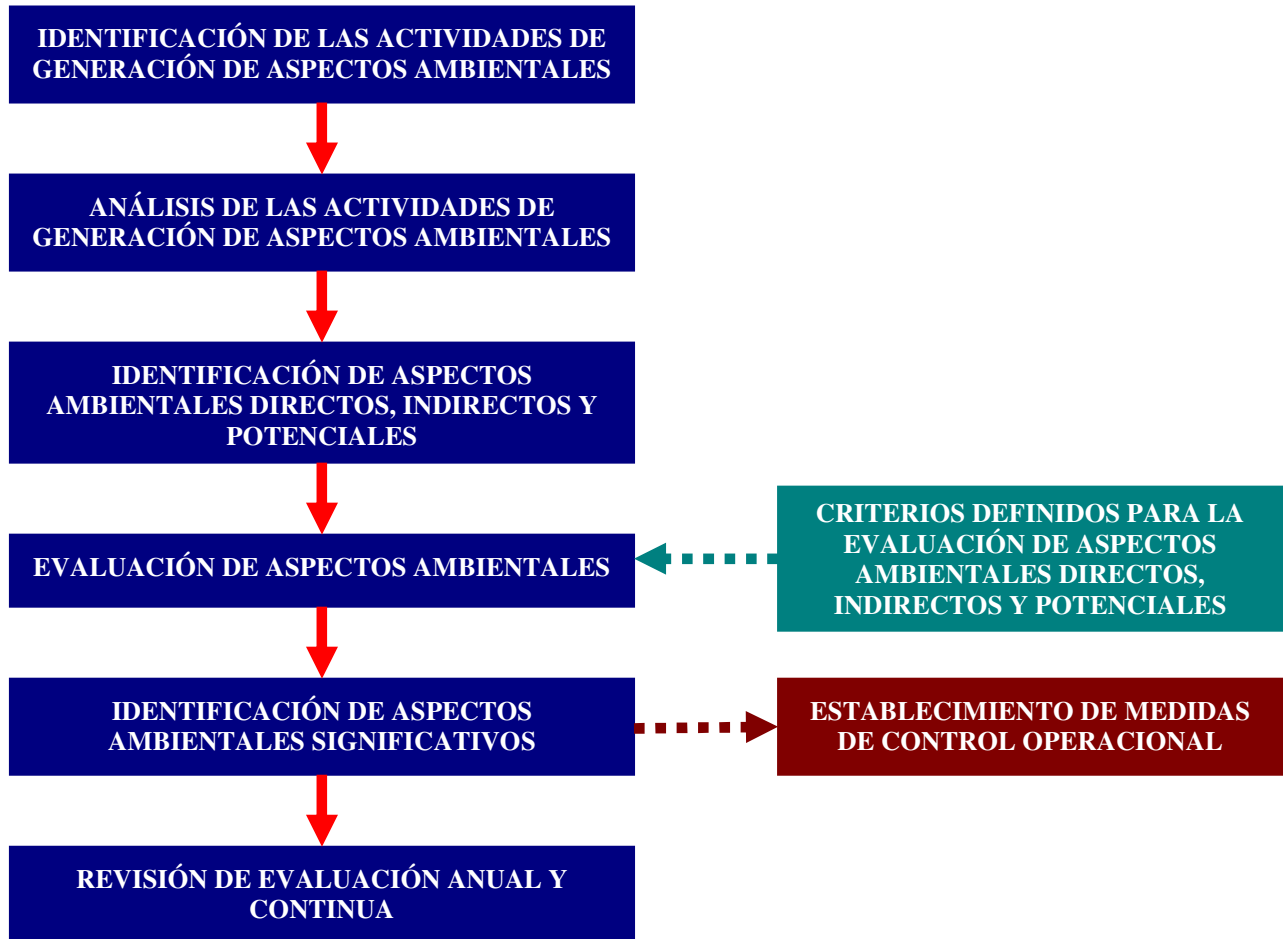 IDENTIFICACIÓN DE LAS ACTIVIDADES DE
GENERACIÓN DE ASPECTOS AMBIENTALES
ANÁLISIS DE LAS ACTIVIDADES DE
GENERACIÓN DE ASPECTOS AMBIENTALES
IDENTIFICACIÓN DE ASPECTOS
AMBIENTALES DIRECTOS, INDIRECTOS Y
POTENCIALES
EVALUACIÓN DE ASPECTOS AMBIENTALES
CRITERIOS DEFINIDOS PARA LA
EVALUACIÓN DE ASPECTOS
AMBIENTALES DIRECTOS,
INDIRECTOS Y POTENCIALES
IDENTIFICACIÓN DE ASPECTOS
AMBIENTALES SIGNIFICATIVOS
ESTABLECIMIENTO DE MEDIDAS
DE CONTROL OPERACIONAL
REVISIÓN DE EVALUACIÓN ANUAL Y
CONTINUA